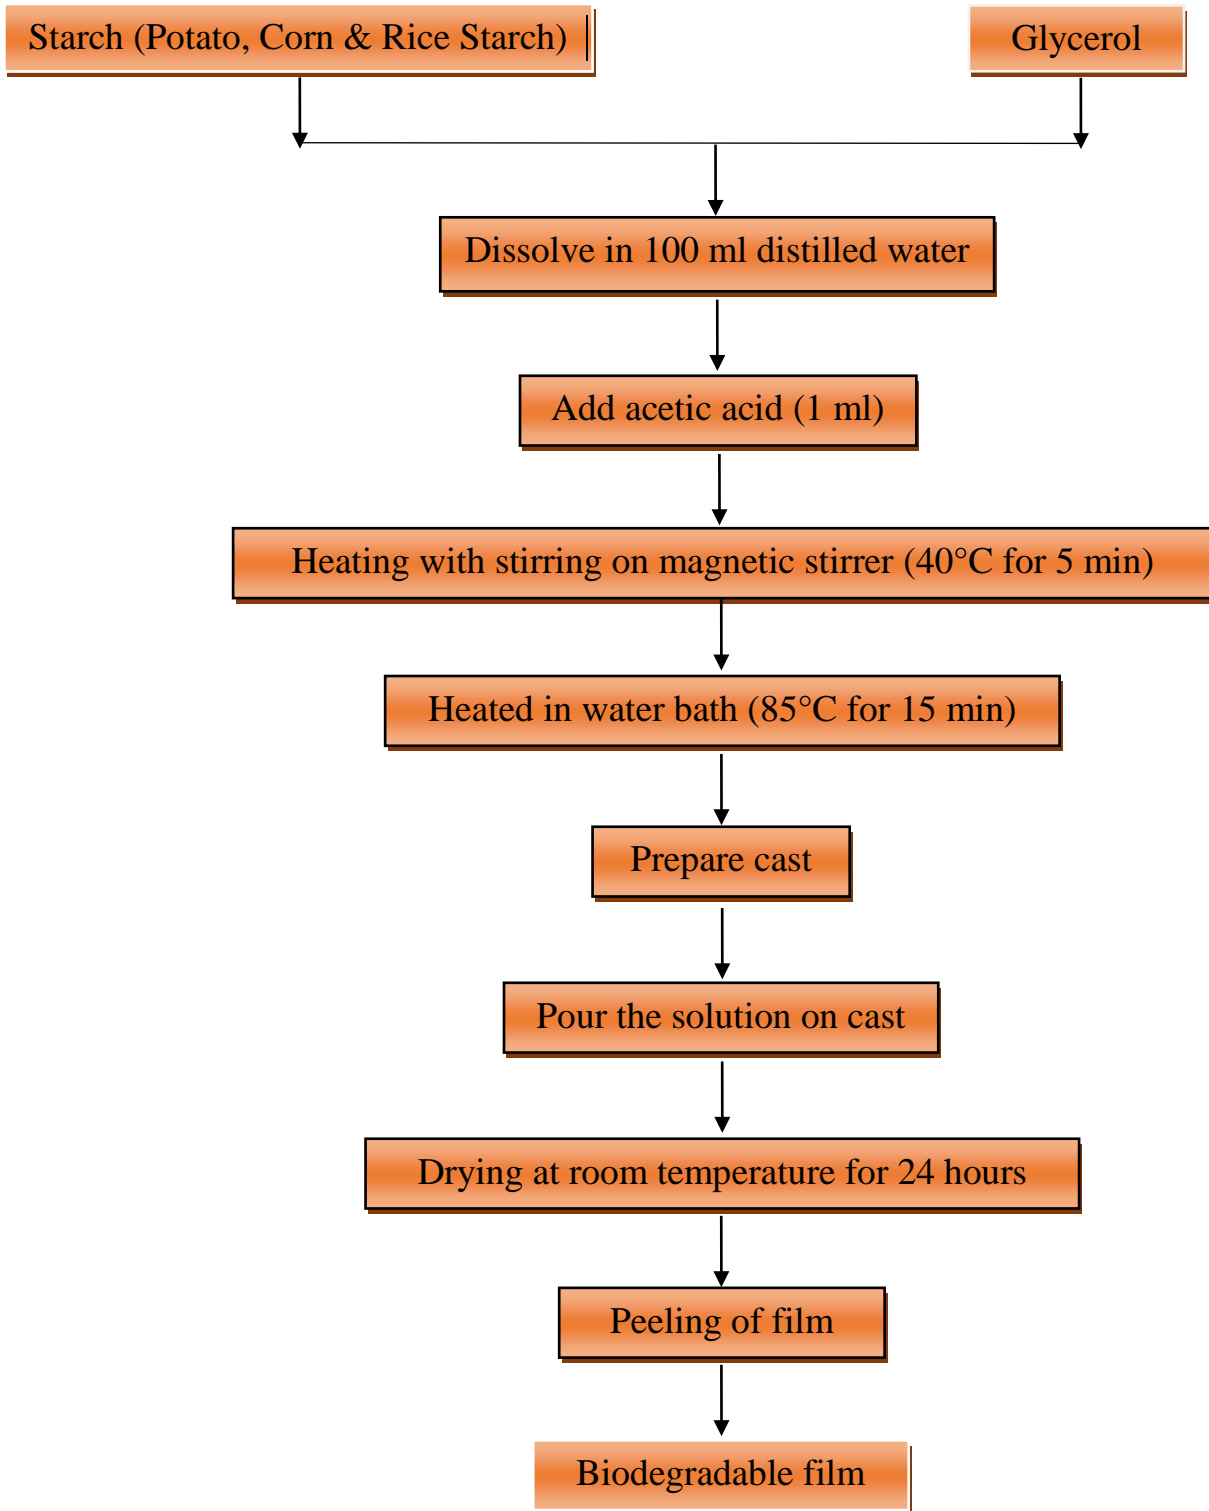 Starch (Potato, Corn & Rice Starch)
Glycerol
Dissolve in 100 ml distilled water
Add acetic acid (1 ml)
Heating with stirring on magnetic stirrer (40°C for 5 min)
Heated in water bath (85°C for 15 min)
Prepare cast
Pour the solution on cast
Drying at room temperature for 24 hours
Peeling of film
Biodegradable film